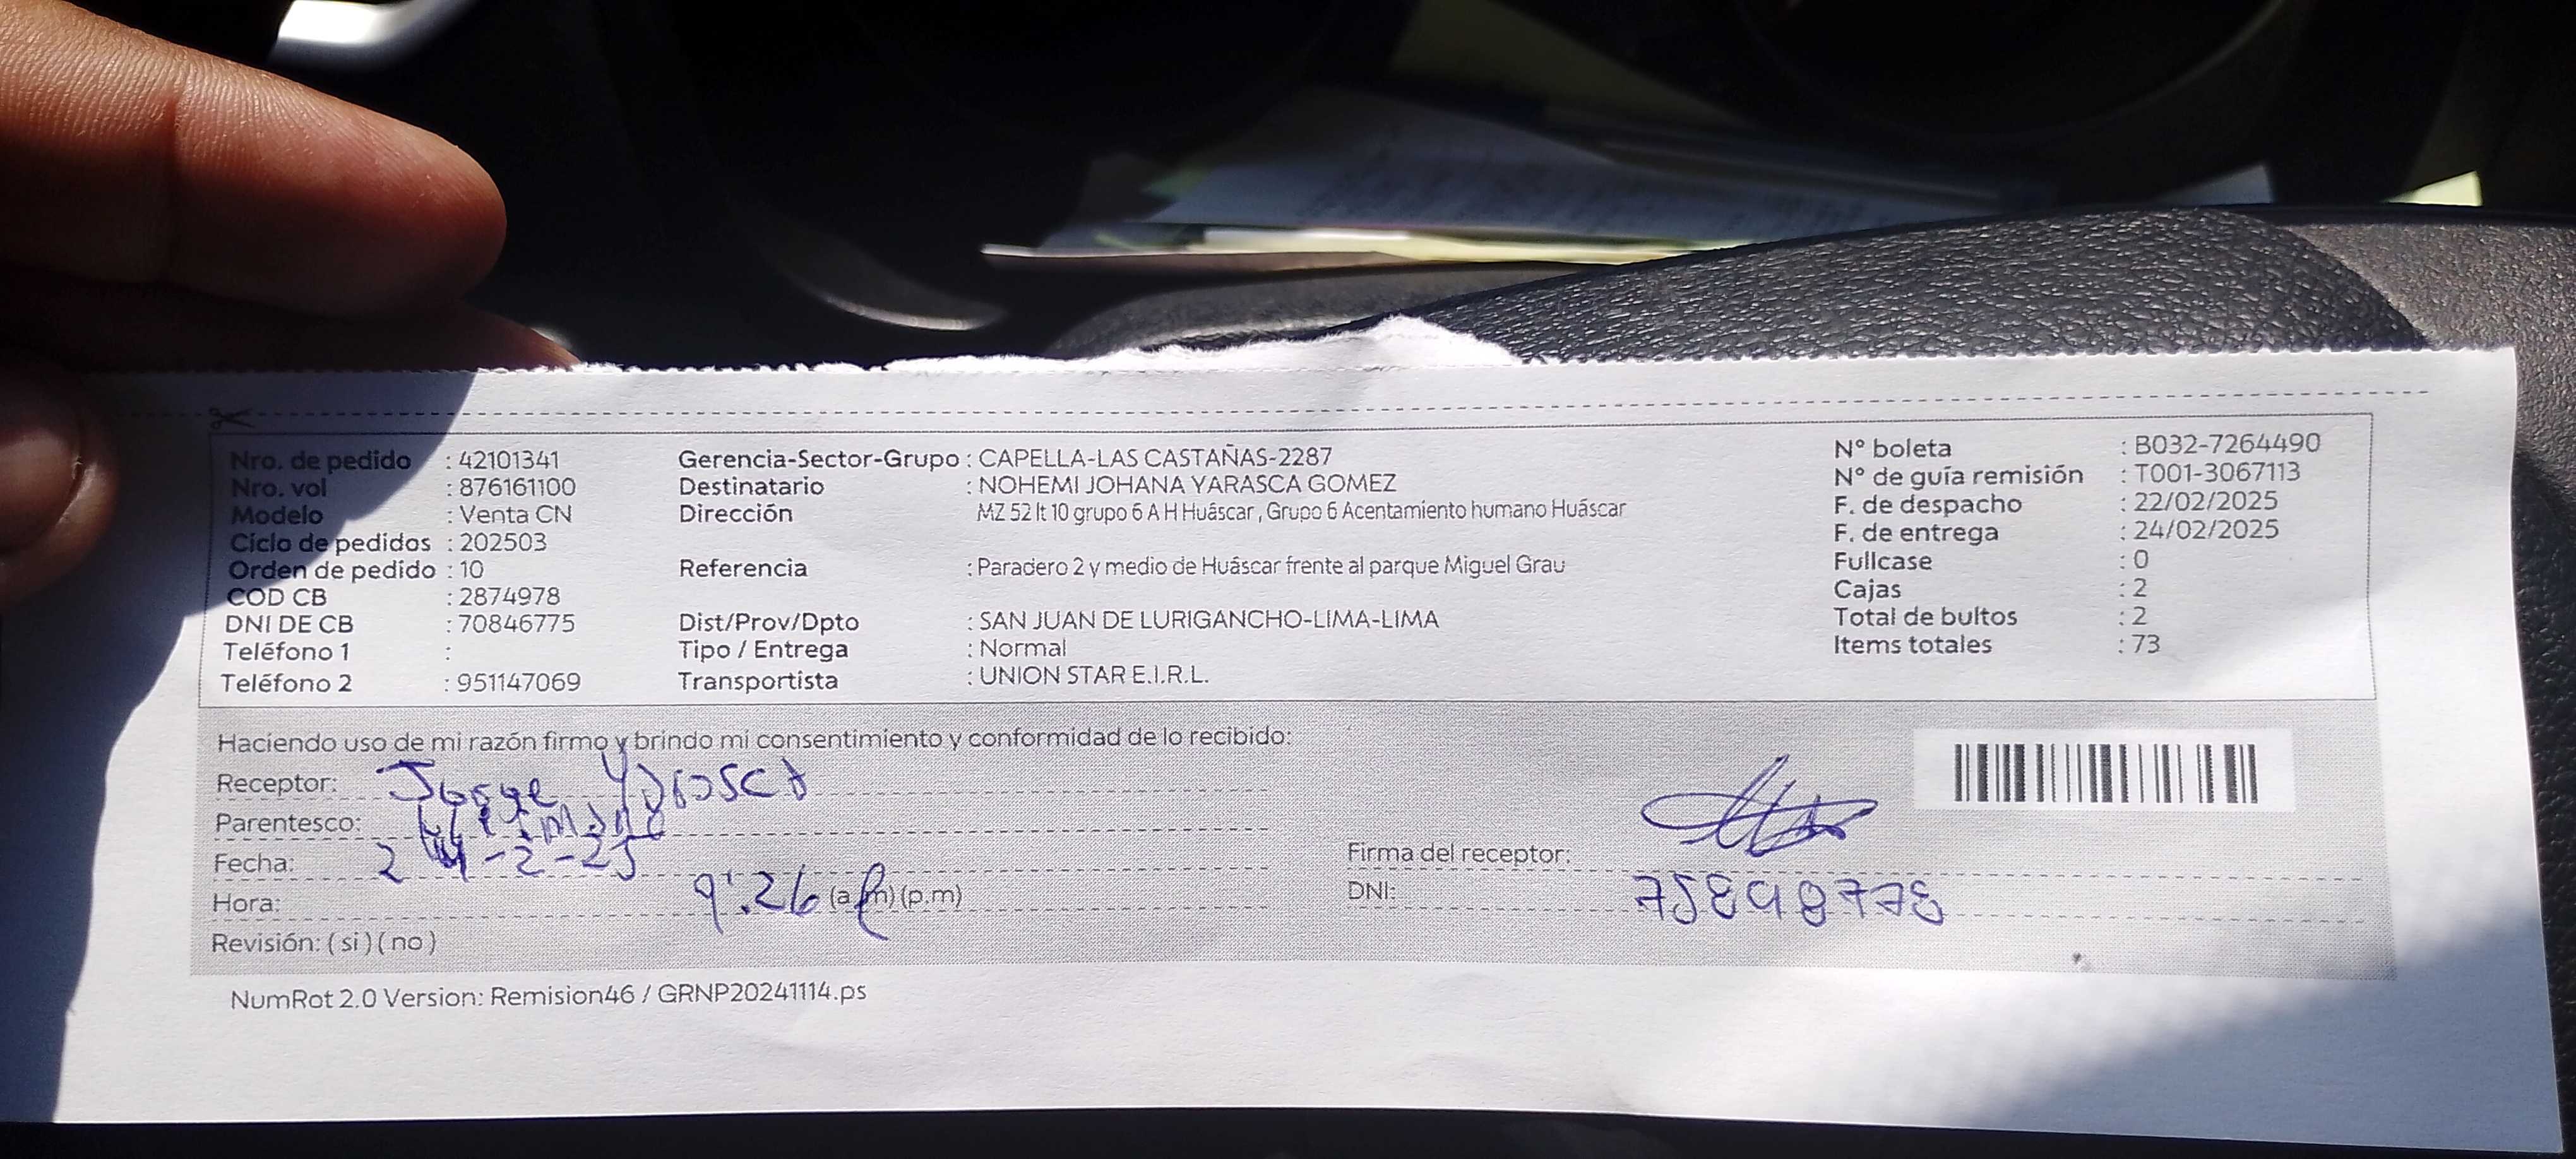 Nro. de pedido : 42101341
Nro. vol : 876161100
Modelo : Venta CN
Ciclo de pedidos : 202503
Orden de pedido : 10
COD CB : 2874978
DNI DE CB : 70846775
Teléfono 1 :
Teléfono 2 : 951147069
Gerencia-Sector-Grupo : CAPELLA-LAS CASTAÑAS-2287
Destinatario : NOHEMI JOHANA YARASCA GOMEZ
Dirección MZ 52 lt 10 grupo 6 A H Huáscar , Grupo 6 Acentamiento humano Huáscar
Referencia : Paradero 2 y medio de Huáscar frente al parque Miguel Grau
Dist/Prov/Dpto : SAN JUAN DE LURIGANCHO-LIMA-LIMA
Tipo / Entrega : Normal
Transportista : UNION STAR E.I.R.L.
N° boleta : B032-7264490
N° de guía remisión : T001-3067113
F. de despacho : 22/02/2025
F. de entrega : 24/02/2025
Fullcase : 0
Cajas : 2
Total de bultos : 2
Items totales : 73
Haciendo uso de mi razón firmo y brindo mi consentimiento y conformidad de lo recibido:
Receptor: Jorge Yarasca
Parentesco: Hermano
Fecha: 24-2-25
Hora: 9:26 (a.m) (p.m)
Revisión: ( si ) ( no )
Firma del receptor:
DNI: 75898778
NumRot 2.0 Version: Remision46 / GRNP20241114.ps